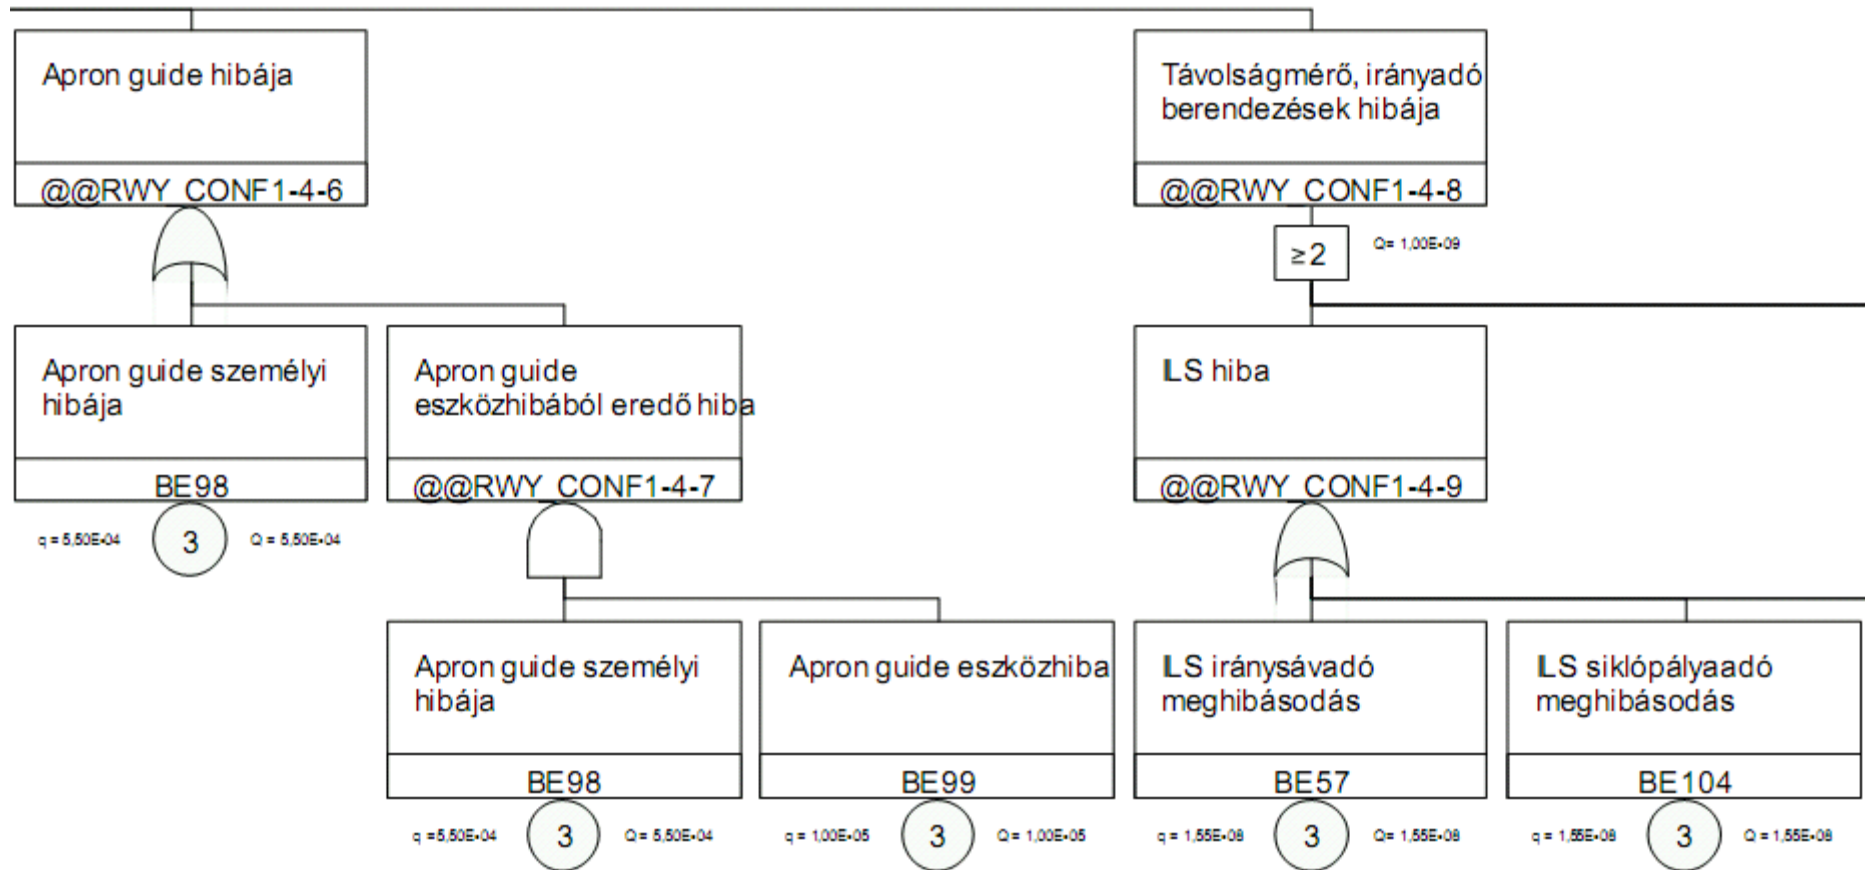 Apron guide hibája
@@RWY_CONF1-4-6
Távolságmérő, irányadó
berendezések hibája
@@RWY_CONF1-4-8
≥2
Q= 1,00E-09
Apron guide személyi
hibája
BE98
q = 5,50E-04
3
Q = 5,50E-04
Apron guide
eszközhibából eredő hiba
@@RWY_CONF1-4-7
ILS hiba
@@RWY_CONF1-4-9
Apron guide személyi
hibája
BE98
q =5,50E-04
3
Q = 5,50E-04
Apron guide eszközhiba
BE99
q = 1,00E-05
3
Q = 1,00E-05
ILS iránysávadó
meghibásodás
BE57
q = 1,55E-08
3
Q = 1,55E-08
ILS siklópályaadó
meghibásodás
BE104
q = 1,55E-08
3
Q = 1,55E-08